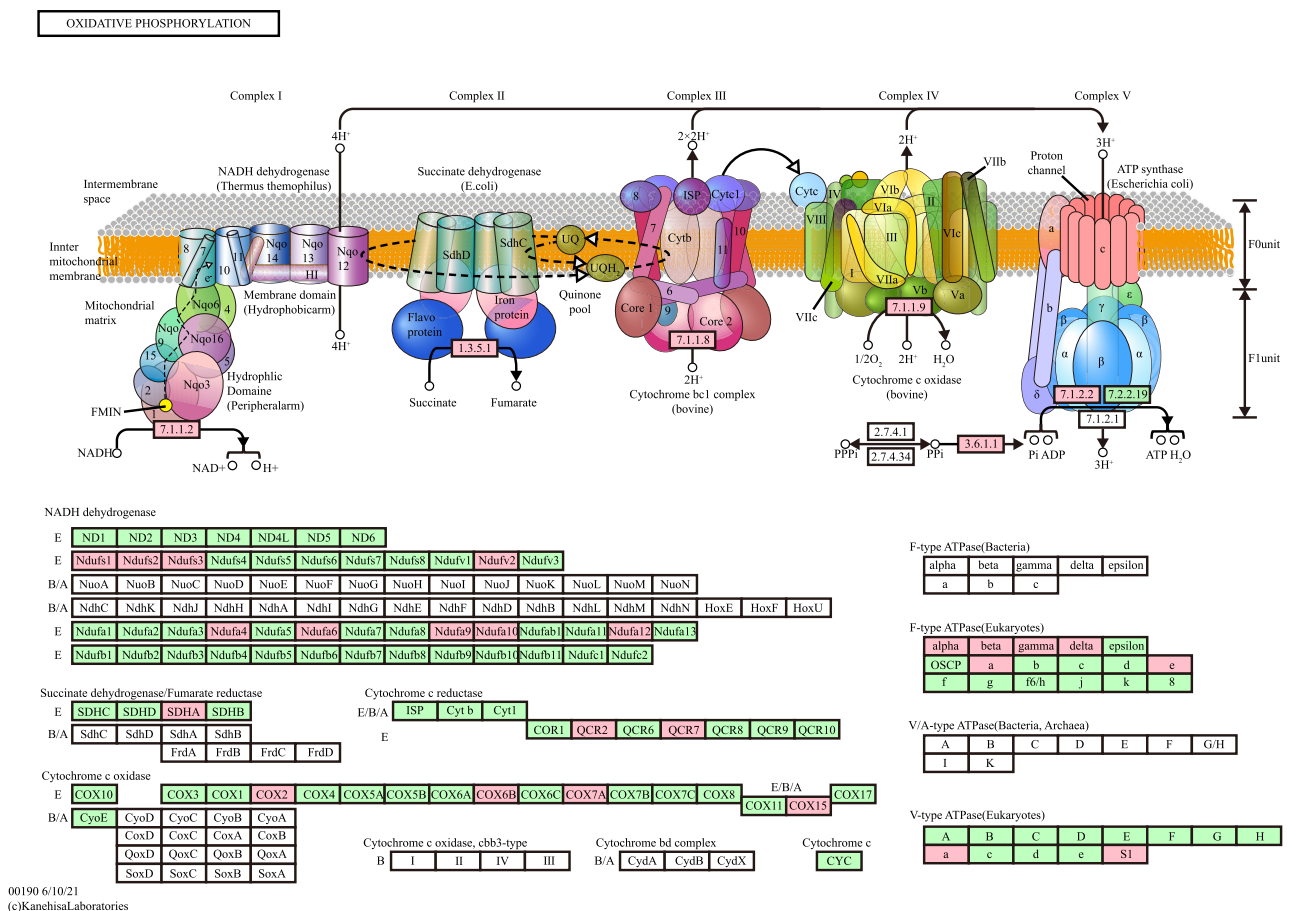 OXIDATIVE PHOSPHORYLATION
Complex I
Complex II
Complex III
Complex IV
Complex V
4H+
2×2H+
2H+
3H+
NADH dehydrogenase
(Thermus themophilus)
Succinate dehydrogenase
(E.coli)
VIIb
Proton
channel
ATP synthase
(Escherichia coli)
Intermembrane
space
Innter
mitochondrial
membrane
Mitochondrial
matrix
8 7 e 10 11 Nqo 14 Nqo 13 Nqo 12
HI
Membrane domain
(Hydrophobicarm)
Nqo6 4
Nqo 9 Nqo16
15 5
2 Nqo3
1
Hydrophlic
Domaine
(Peripheralarm)
FMIN
7.1.1.2
NADH
NAD+ H+
4H+
SdhD SdhC
Flavo
protein
Iron
protein
1.3.5.1
Succinate Fumarate
UQ
UQH2
Quinone
pool
8 ISP Cytc1
7 Cytb 11 10
6
Core 1 9 Core 2
7.1.1.8
2H+
Cytochrome bc1 complex
(bovine)
Cytc
IV VIb II
VIII VIa
III VIc
I VIIa
Vb Va
VIIc
7.1.1.9
1/2O2 2H+ H2O
Cytochrome c oxidase
(bovine)
a c
b ε
γ
β β
α β α
δ
F0unit
F1unit
7.1.2.2 7.2.2.19
7.1.2.1
PPPi 2.7.4.1 PPi 3.6.1.1 Pi ADP ATP H2O
2.7.4.34
3H+
NADH dehydrogenase
E ND1 ND2 ND3 ND4 ND4L ND5 ND6
E Ndufs1 Ndufs2 Ndufs3 Ndufs4 Ndufs5 Ndufs6 Ndufs7 Ndufs8 Ndufv1 Ndufv2 Ndufv3
B/A NuoA NuoB NuoC NuoD NuoE NuoF NuoG NuoH NuoI NuoJ NuoK NuoL NuoM NuoN
B/A NdhC NdhK NdhJ NdhH NdhA NdhI NdhG NdhE NdhF NdhD NdhB NdhL NdhM NdhN HoxE HoxF HoxU
E Ndufa1 Ndufa2 Ndufa3 Ndufa4 Ndufa5 Ndufa6 Ndufa7 Ndufa8 Ndufa9 Ndufa10 Ndufab1 Ndufa11 Ndufa12 Ndufa13
E Ndufb1 Ndufb2 Ndufb3 Ndufb4 Ndufb5 Ndufb6 Ndufb7 Ndufb8 Ndufb9 Ndufb10 Ndufb11 Ndufc1 Ndufc2
Succinate dehydrogenase/Fumarate reductase
E SDHC SDHD SDHA SDHB
B/A SdhC SdhD SdhA SdhB
FrdA FrdB FrdC FrdD
Cytochrome c reductase
E/B/A ISP Cyt b Cyt1
E COR1 QCR2 QCR6 QCR7 QCR8 QCR9 QCR10
Cytochrome c oxidase
E COX10 COX3 COX1 COX2 COX4 COX5A COX5B COX6A COX6B COX6C COX7A COX7B COX7C COX8 E/B/A COX17
COX11 COX15
B/A CyoE CyoD CyoC CyoB CyoA
CoxD CoxC CoxA CoxB
QoxD QoxC QoxB QoxA
SoxD SoxC SoxB SoxA
Cytochrome c oxidase, cbb3-type
B I II IV III
Cytochrome bd complex
B/A CydA CydB CydX
Cytochrome c
CYC
F-type ATPase(Bacteria)
alpha beta gamma delta epsilon
a b c
F-type ATPase(Eukaryotes)
alpha beta gamma delta epsilon
OSCP a b c d e
f g f6/h j k 8
V/A-type ATPase(Bacteria, Archaea)
A B C D E F G/H
I K
V-type ATPase(Eukaryotes)
A B C D E F G H
a c d e S1
00190 6/10/21
(c)KanehisaLaboratories